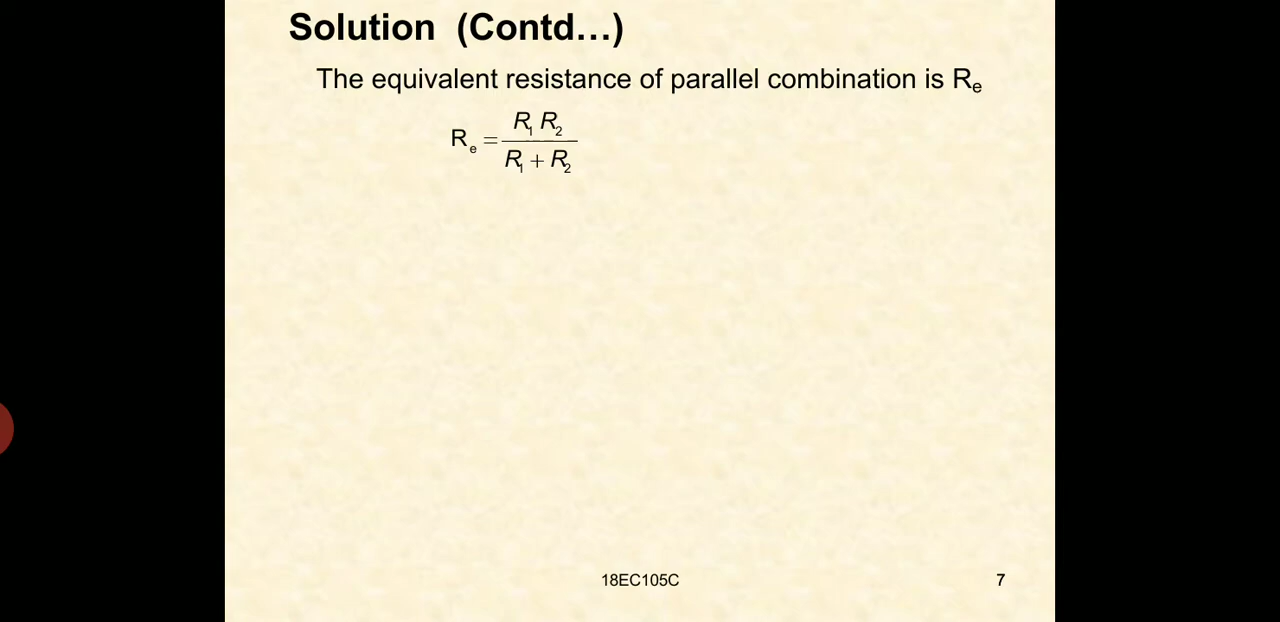 Solution (Contd...)
The equivalent resistance of parallel combination is Re
Re = R1 R2 / R1 + R2
18EC105C
7